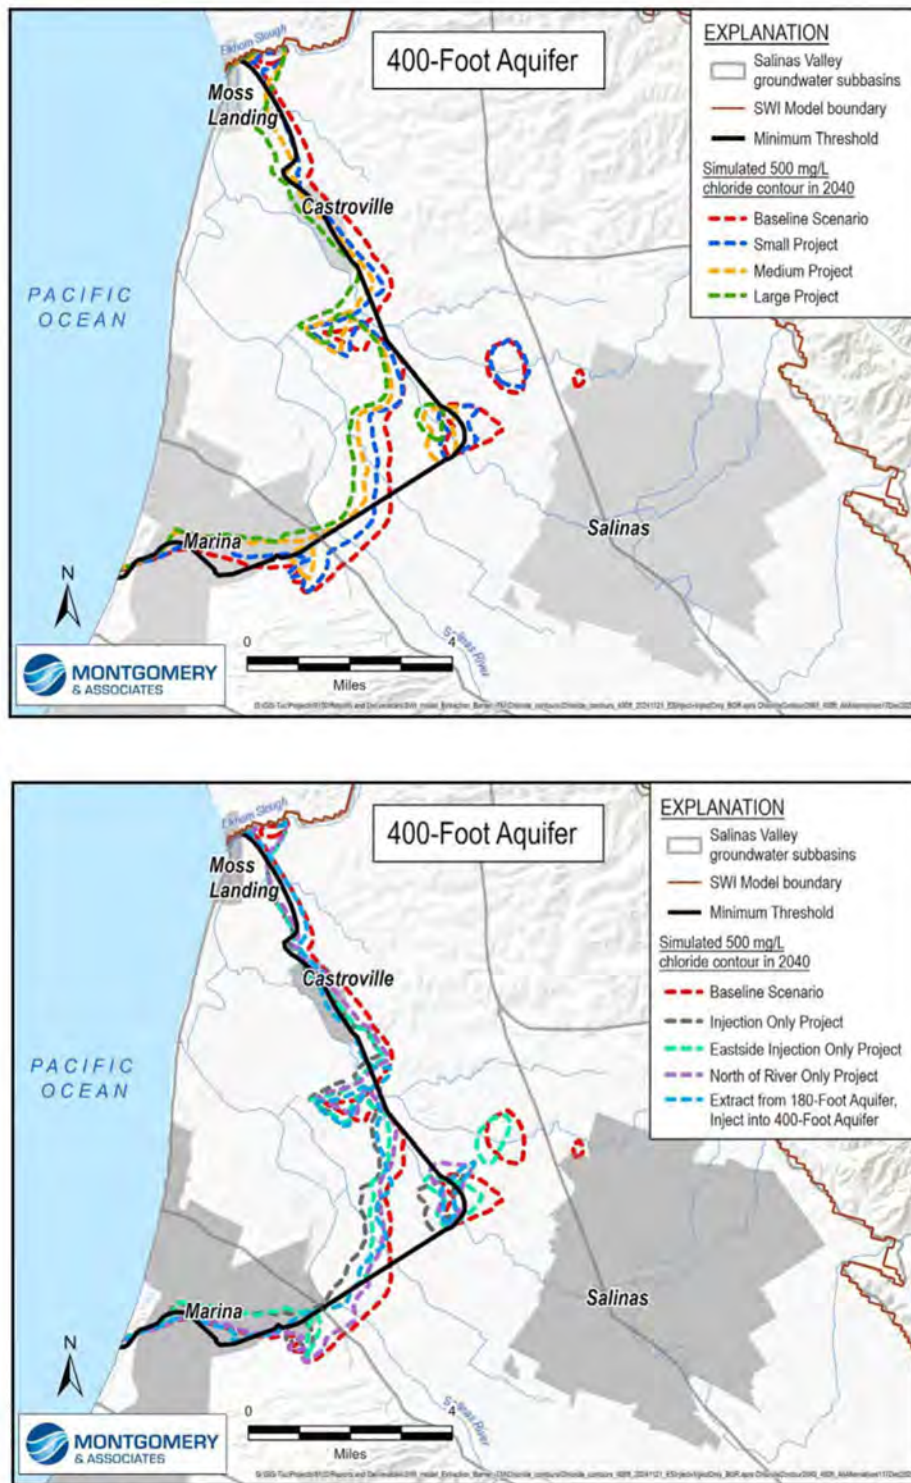 Elkhorn Slough
400-Foot Aquifer
EXPLANATION
Salinas Valley
groundwater subbasins
SWI Model boundary
Minimum Threshold
Simulated 500 mg/L
chloride contour in 2040
Baseline Scenario
Small Project
Medium Project
Large Project
Moss
Landing
Castroville
PACIFIC
OCEAN
Salinas
Marina
N
Salinas River
0 4
Miles
MONTGOMERY
& ASSOCIATES
Elkhorn Slough
400-Foot Aquifer
EXPLANATION
Salinas Valley
groundwater subbasins
SWI Model boundary
Minimum Threshold
Simulated 500 mg/L
chloride contour in 2040
Baseline Scenario
Injection Only Project
Eastside Injection Only Project
North of River Only Project
Extract from 180-Foot Aquifer,
Inject into 400-Foot Aquifer
Moss
Landing
Castroville
PACIFIC
OCEAN
Salinas
Marina
N
Salinas River
0 4
Miles
MONTGOMERY
& ASSOCIATES